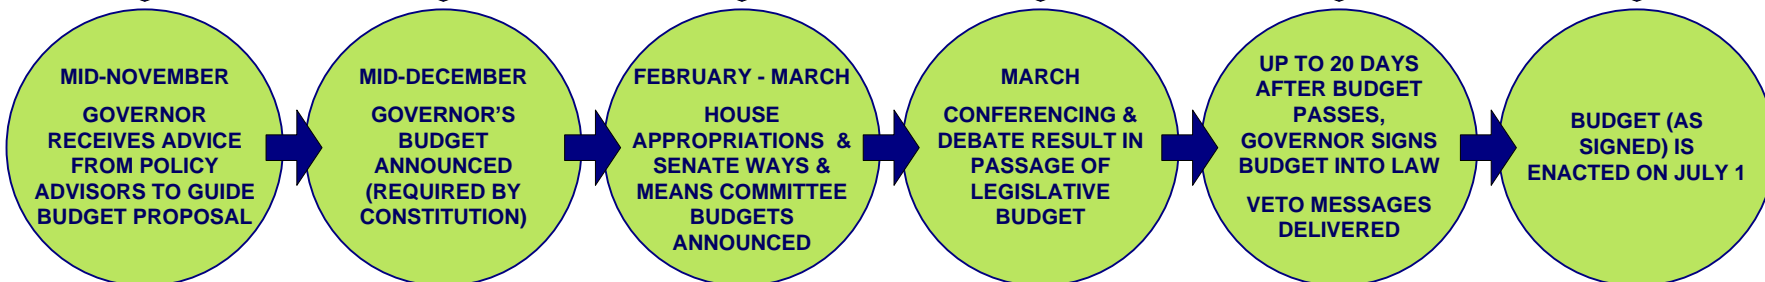 MID-NOVEMBER
GOVERNOR
RECEIVES ADVICE
FROM POLICY
ADVISORS TO GUIDE
BUDGET PROPOSAL
MID-DECEMBER
GOVERNOR’S
BUDGET
ANNOUNCED
(REQUIRED BY
CONSTITUTION)
FEBRUARY - MARCH
HOUSE
APPROPRIATIONS &
SENATE WAYS &
MEANS COMMITTEE
BUDGETS
ANNOUNCED
MARCH
CONFERENCING &
DEBATE RESULT IN
PASSAGE OF
LEGISLATIVE
BUDGET
UP TO 20 DAYS
AFTER BUDGET
PASSES,
GOVERNOR SIGNS
BUDGET INTO LAW
VETO MESSAGES
DELIVERED
BUDGET (AS
SIGNED) IS
ENACTED ON JULY 1